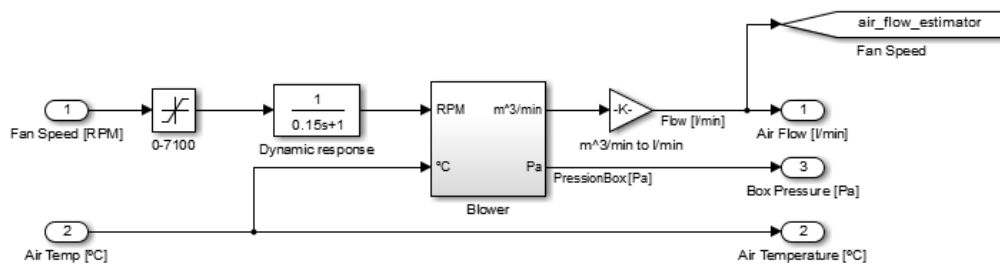 air_flow_estimator
Fan Speed
1
Fan Speed [RPM]
0-7100
1
0.15s+1
Dynamic response
RPM
m^3/min
ºC
Pa
Blower
-K-
m^3/min to l/min
Flow [l/min]
1
Air Flow [l/min]
PressionBox[Pa]
3
Box Pressure [Pa]
2
Air Temp [ºC]
2
Air Temperature [ºC]